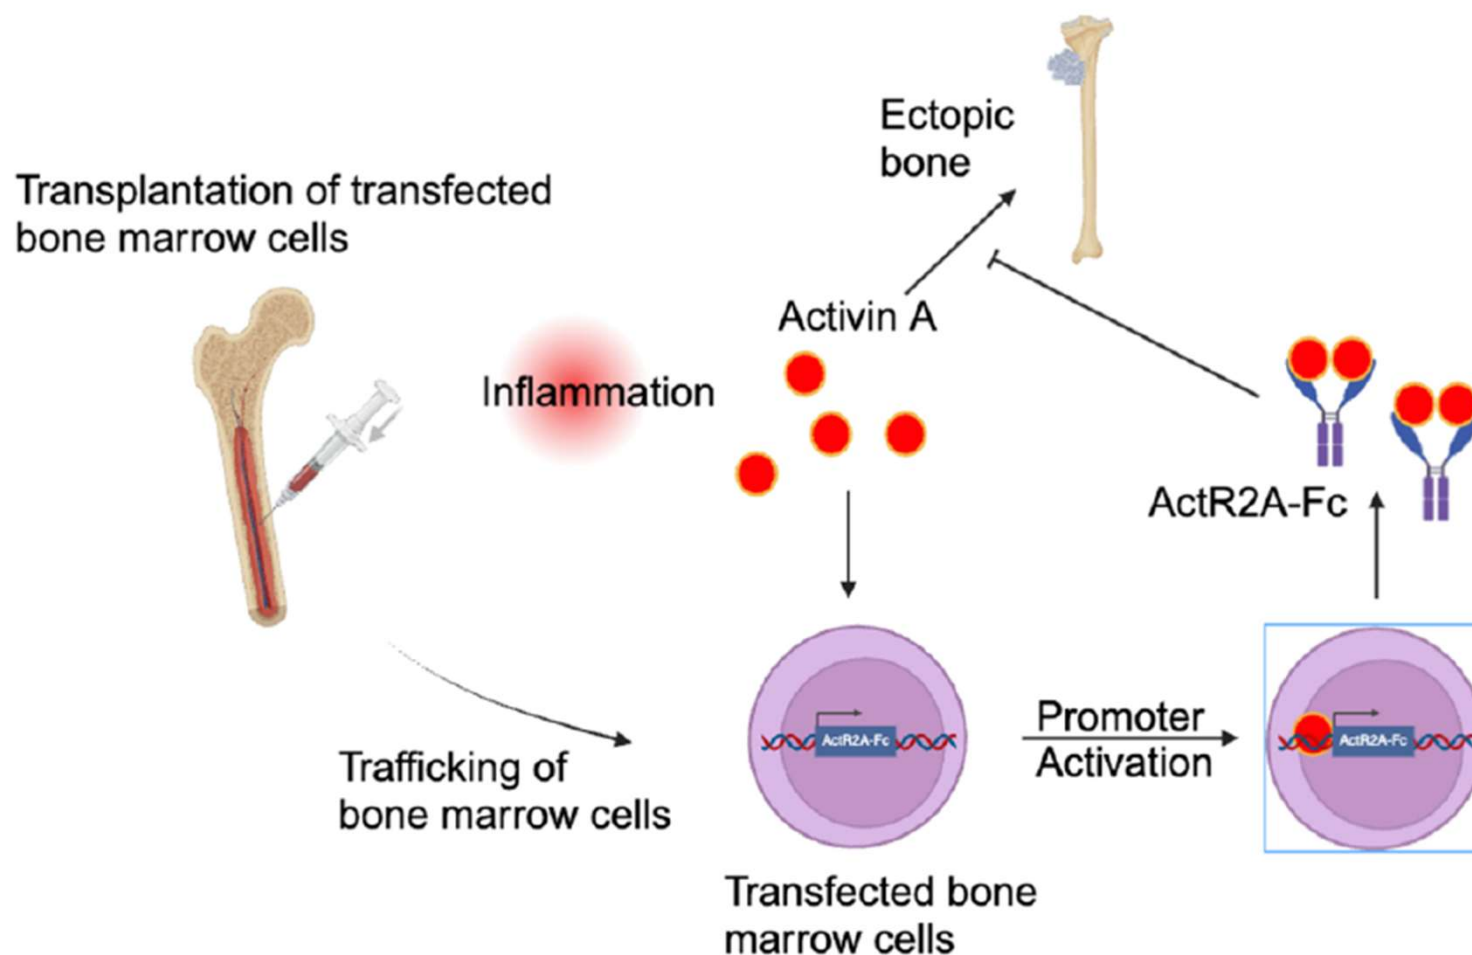 Ectopic
bone
Transplantation of transfected
bone marrow cells
Activin A
Inflammation
ActR2A-Fc
ActR2A-Fc
ActR2A-Fc
Promoter
Activation
Trafficking of
bone marrow cells
Transfected bone
marrow cells